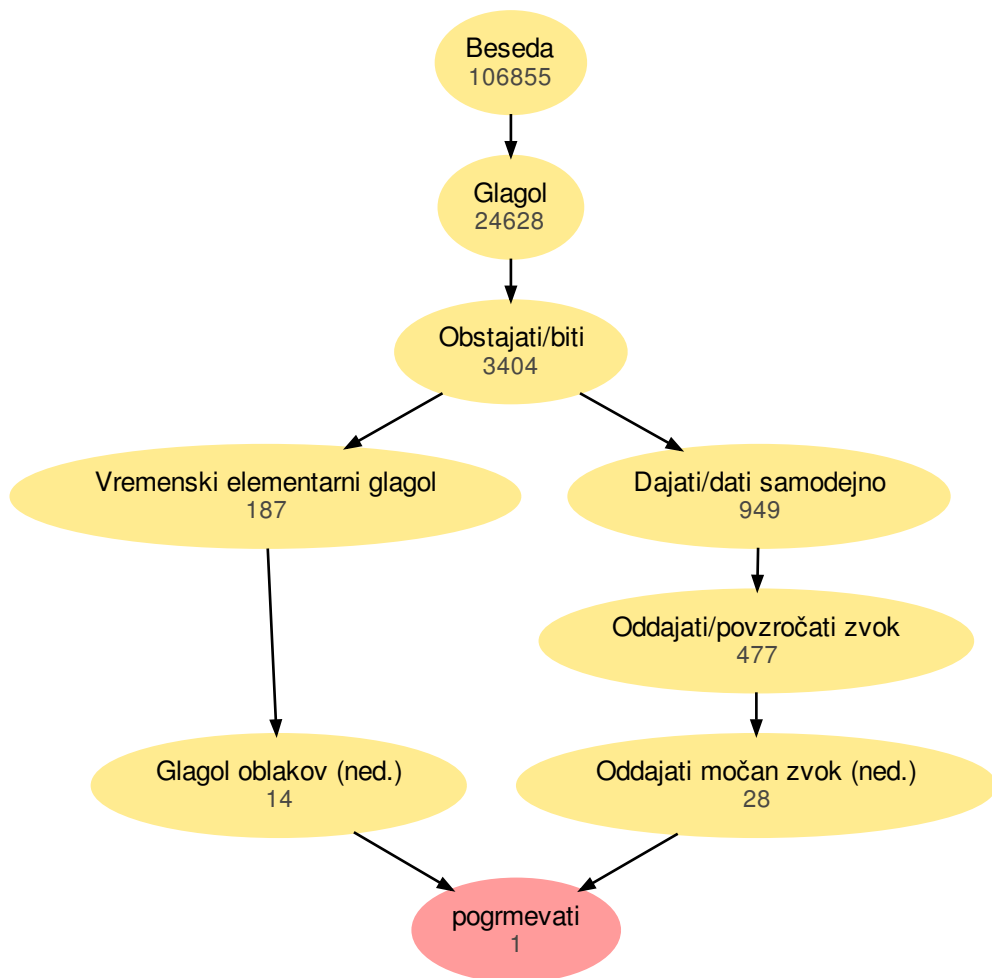 Beseda
106855
Glagol
24628
Obstajati/biti
3404
Vremenski elementarni glagol
187
Dajati/dati samodejno
949
Oddajati/povzročati zvok
477
Glagol oblakov (ned.)
14
Oddajati močan zvok (ned.)
28
pogrmevati
1